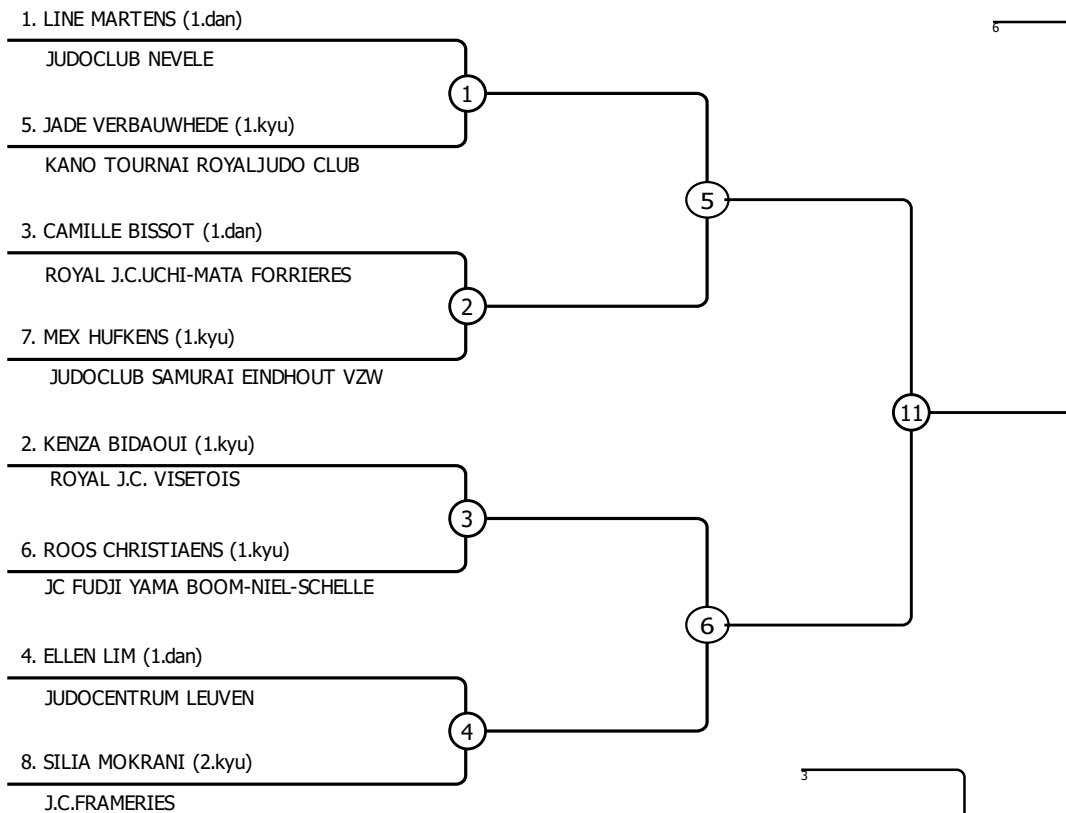 1. LINE MARTENS (1.dan)
6
JUDOCLUB NEVELE
1
5. JADE VERBAUWHEDE (1.kyu)
KANO TOURNAI ROYALJUDO CLUB
5
3. CAMILLE BISSOT (1.dan)
ROYAL J.C.UCHI-MATA FORRIERES
2
7. MEX HUFKENS (1.kyu)
JUDOCLUB SAMURAI EINDHOUT VZW
11
2. KENZA BIDAOUI (1.kyu)
ROYAL J.C. VISETOIS
3
6. ROOS CHRISTIAENS (1.kyu)
JC FUDJI YAMA BOOM-NIEL-SCHELLE
6
4. ELLEN LIM (1.dan)
JUDOCENTRUM LEUVEN
4
8. SILIA MOKRANI (2.kyu)
3
J.C.FRAMERIES